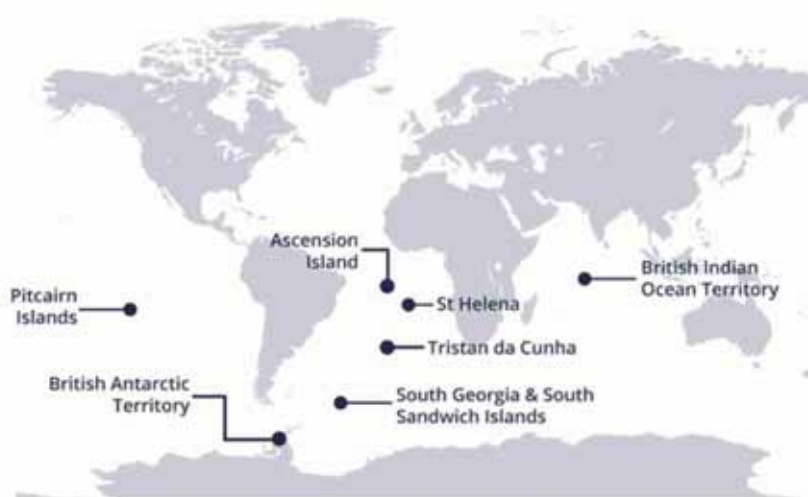 Ascension
Island
British Indian
Ocean Territory
Pitcairn
Islands
St Helena
Tristan da Cunha
British Antarctic
Territory
South Georgia & South
Sandwich Islands